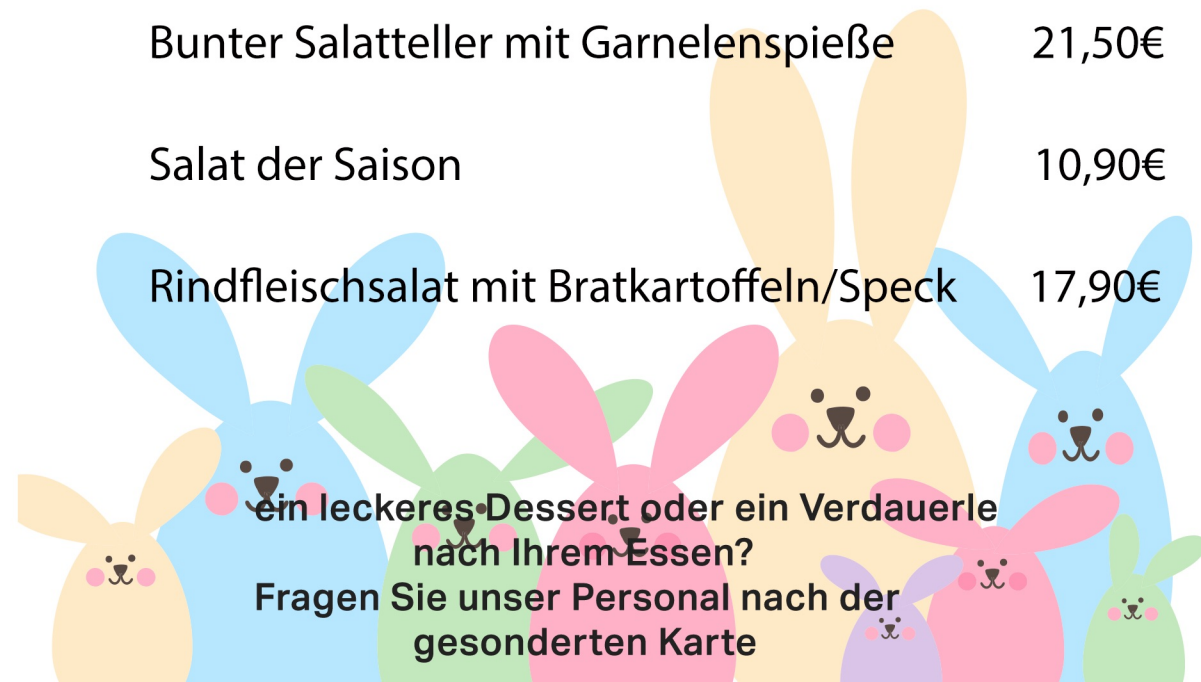 Bunter Salatteller mit Garnelenspieße 21,50€
Salat der Saison 10,90€
Rindfleischsalat mit Bratkartoffeln/Speck 17,90€
ein leckeres Dessert oder ein Verdauerle
nach Ihrem Essen?
Fragen Sie unser Personal nach der
gesonderten Karte